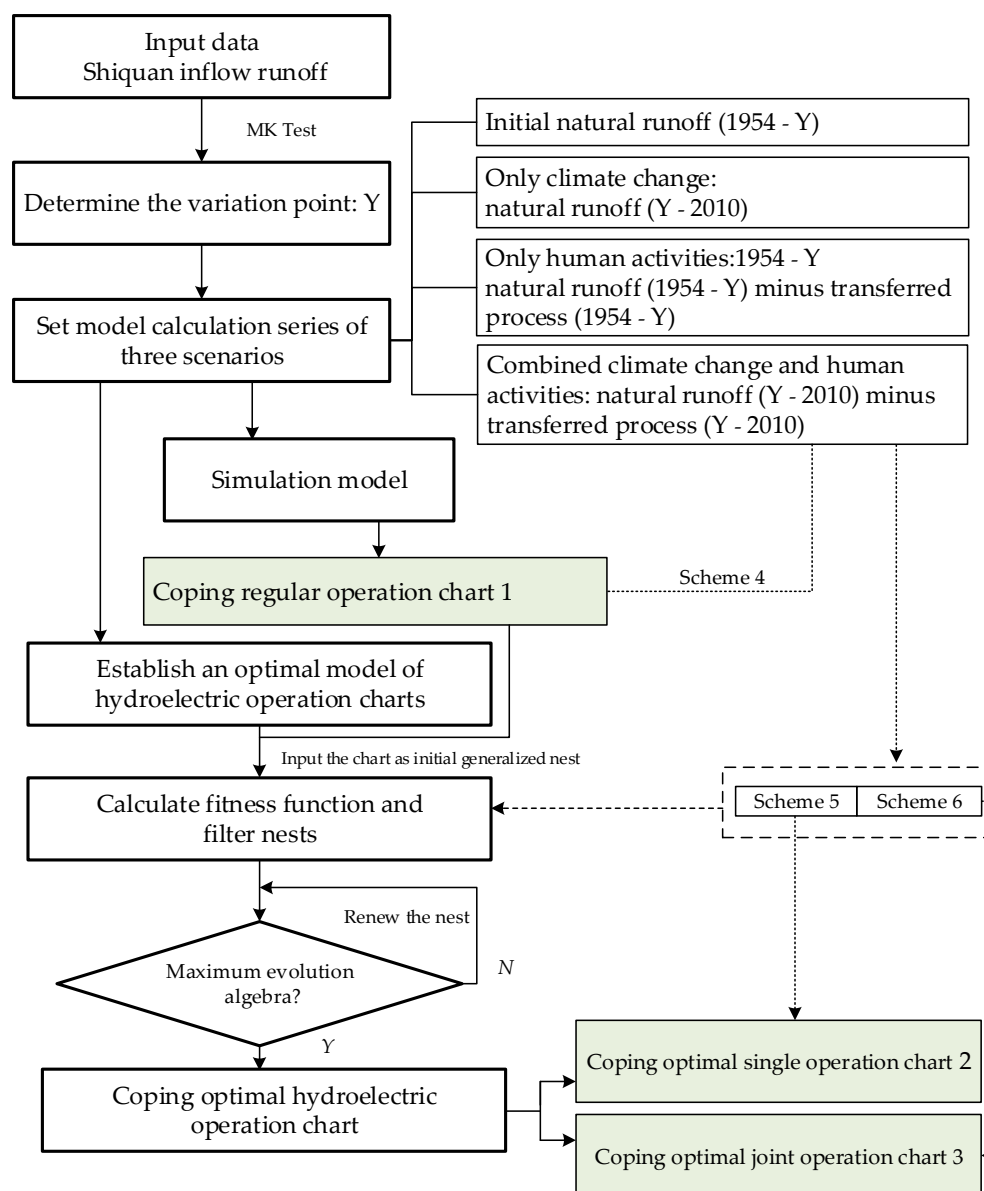 Input data
Shiquan inflow runoff
MK Test
Determine the variation point: Y
Set model calculation series of
three scenarios
Initial natural runoff (1954 - Y)
Only climate change:
natural runoff (Y - 2010)
Only human activities:1954 - Y
natural runoff (1954 - Y) minus transferred
process (1954 - Y)
Combined climate change and human
activities: natural runoff (Y - 2010) minus
transferred process (Y - 2010)
Simulation model
Coping regular operation chart 1
Scheme 4
Establish an optimal model of
hydroelectric operation charts
Input the chart as initial generalized nest
Calculate fitness function and
filter nests
Scheme 5
Scheme 6
Renew the nest
Maximum evolution
algebra?
N
Y
Coping optimal hydroelectric
operation chart
Coping optimal single operation chart 2
Coping optimal joint operation chart 3